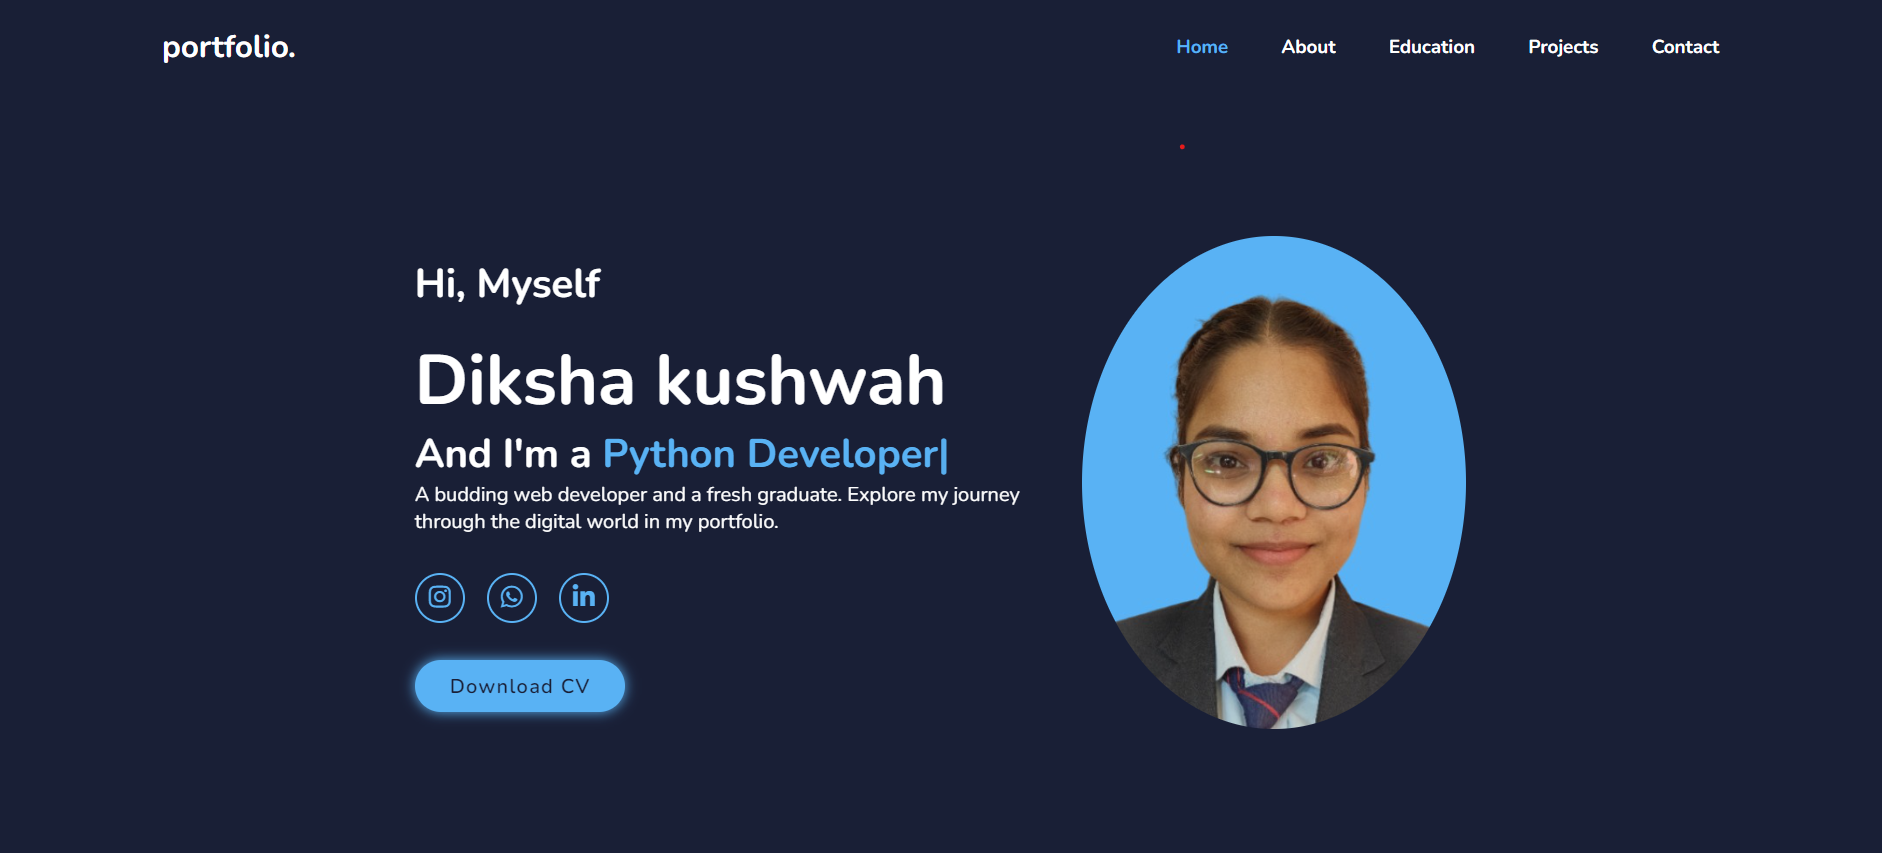 portfolio.
Home
About
Education
Projects
Contact
Hi, Myself
Diksha kushwah
And I'm a Python Developer|
A budding web developer and a fresh graduate. Explore my journey
through the digital world in my portfolio.
in
Download CV